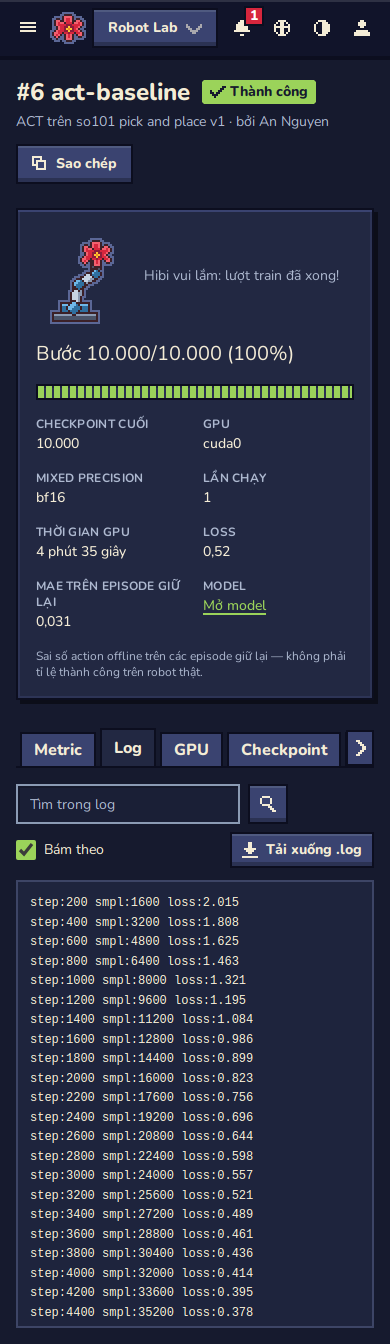 Robot Lab
1
#6 act-baseline
Thành công
ACT trên so101 pick and place v1 · bởi An Nguyen
Sao chép
Hibi vui lắm: lượt train đã xong!
Bước 10.000/10.000 (100%)
CHECKPOINT CUỐI
10.000
GPU
cuda0
MIXED PRECISION
bf16
LẦN CHẠY
1
THỜI GIAN GPU
4 phút 35 giây
LOSS
0,52
MAE TRÊN EPISODE GIỮ
LẠI
0,031
MODEL
Mở model
Sai số action offline trên các episode giữ lại — không phải
tỉ lệ thành công trên robot thật.
Metric
Log
GPU
Checkpoint
Tìm trong log
Bám theo
Tải xuống .log
step:200 smpl:1600 loss:2.015
step:400 smpl:3200 loss:1.808
step:600 smpl:4800 loss:1.625
step:800 smpl:6400 loss:1.463
step:1000 smpl:8000 loss:1.321
step:1200 smpl:9600 loss:1.195
step:1400 smpl:11200 loss:1.084
step:1600 smpl:12800 loss:0.986
step:1800 smpl:14400 loss:0.899
step:2000 smpl:16000 loss:0.823
step:2200 smpl:17600 loss:0.756
step:2400 smpl:19200 loss:0.696
step:2600 smpl:20800 loss:0.644
step:2800 smpl:22400 loss:0.598
step:3000 smpl:24000 loss:0.557
step:3200 smpl:25600 loss:0.521
step:3400 smpl:27200 loss:0.489
step:3600 smpl:28800 loss:0.461
step:3800 smpl:30400 loss:0.436
step:4000 smpl:32000 loss:0.414
step:4200 smpl:33600 loss:0.395
step:4400 smpl:35200 loss:0.378